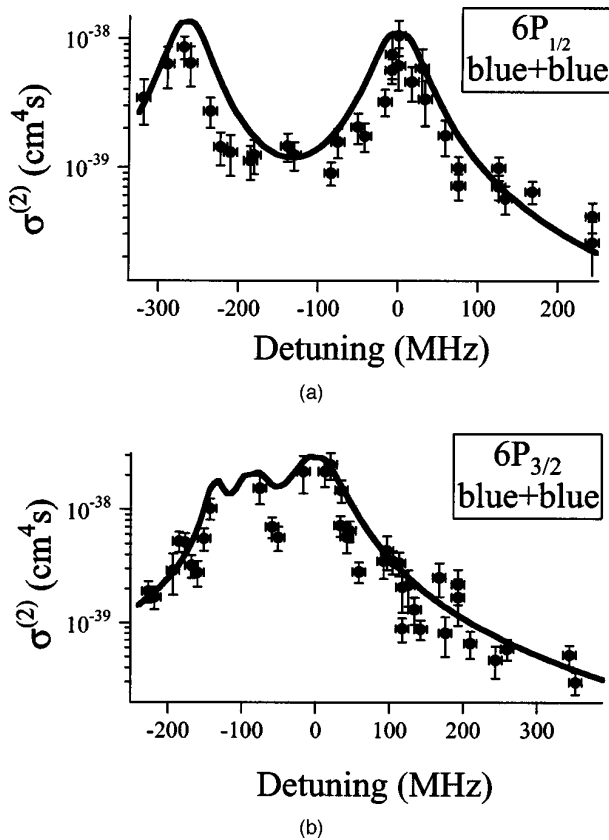 10⁻³⁸
10⁻³⁹
σ⁽²⁾ (cm⁴s)
6P₁/₂
blue+blue
-300 -200 -100 0 100 200
Detuning (MHz)
(a)
10⁻³⁸
10⁻³⁹
σ⁽²⁾ (cm⁴s)
6P₃/₂
blue+blue
-200 -100 0 100 200 300
Detuning (MHz)
(b)